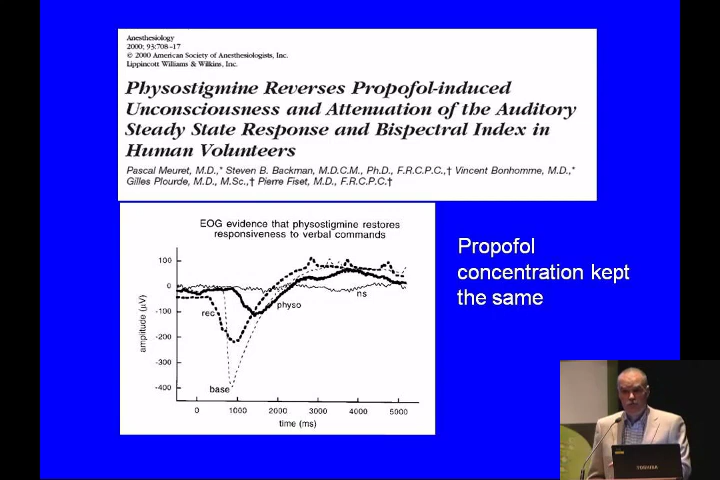 Anesthesiology
2000; 93:708–17
© 2000 American Society of Anesthesiologists, Inc.
Lippincott Williams & Wilkins, Inc.
Physostigmine Reverses Propofol-induced
Unconsciousness and Attenuation of the Auditory
Steady State Response and Bispectral Index in
Human Volunteers
Pascal Meuret, M.D.,* Steven B. Backman, M.D.C.M., Ph.D., F.R.C.P.C.,† Vincent Bonhomme, M.D.,*
Gilles Plourde, M.D., M.Sc.,† Pierre Fiset, M.D., F.R.C.P.C.†
EOG evidence that physostigmine restores
responsiveness to verbal commands
amplitude (µV)
100
0
-100
-200
-300
-400
rec
physo
ns
base
0 1000 2000 3000 4000 5000
time (ms)
Propofol
concentration kept
the same
TOSHIBA